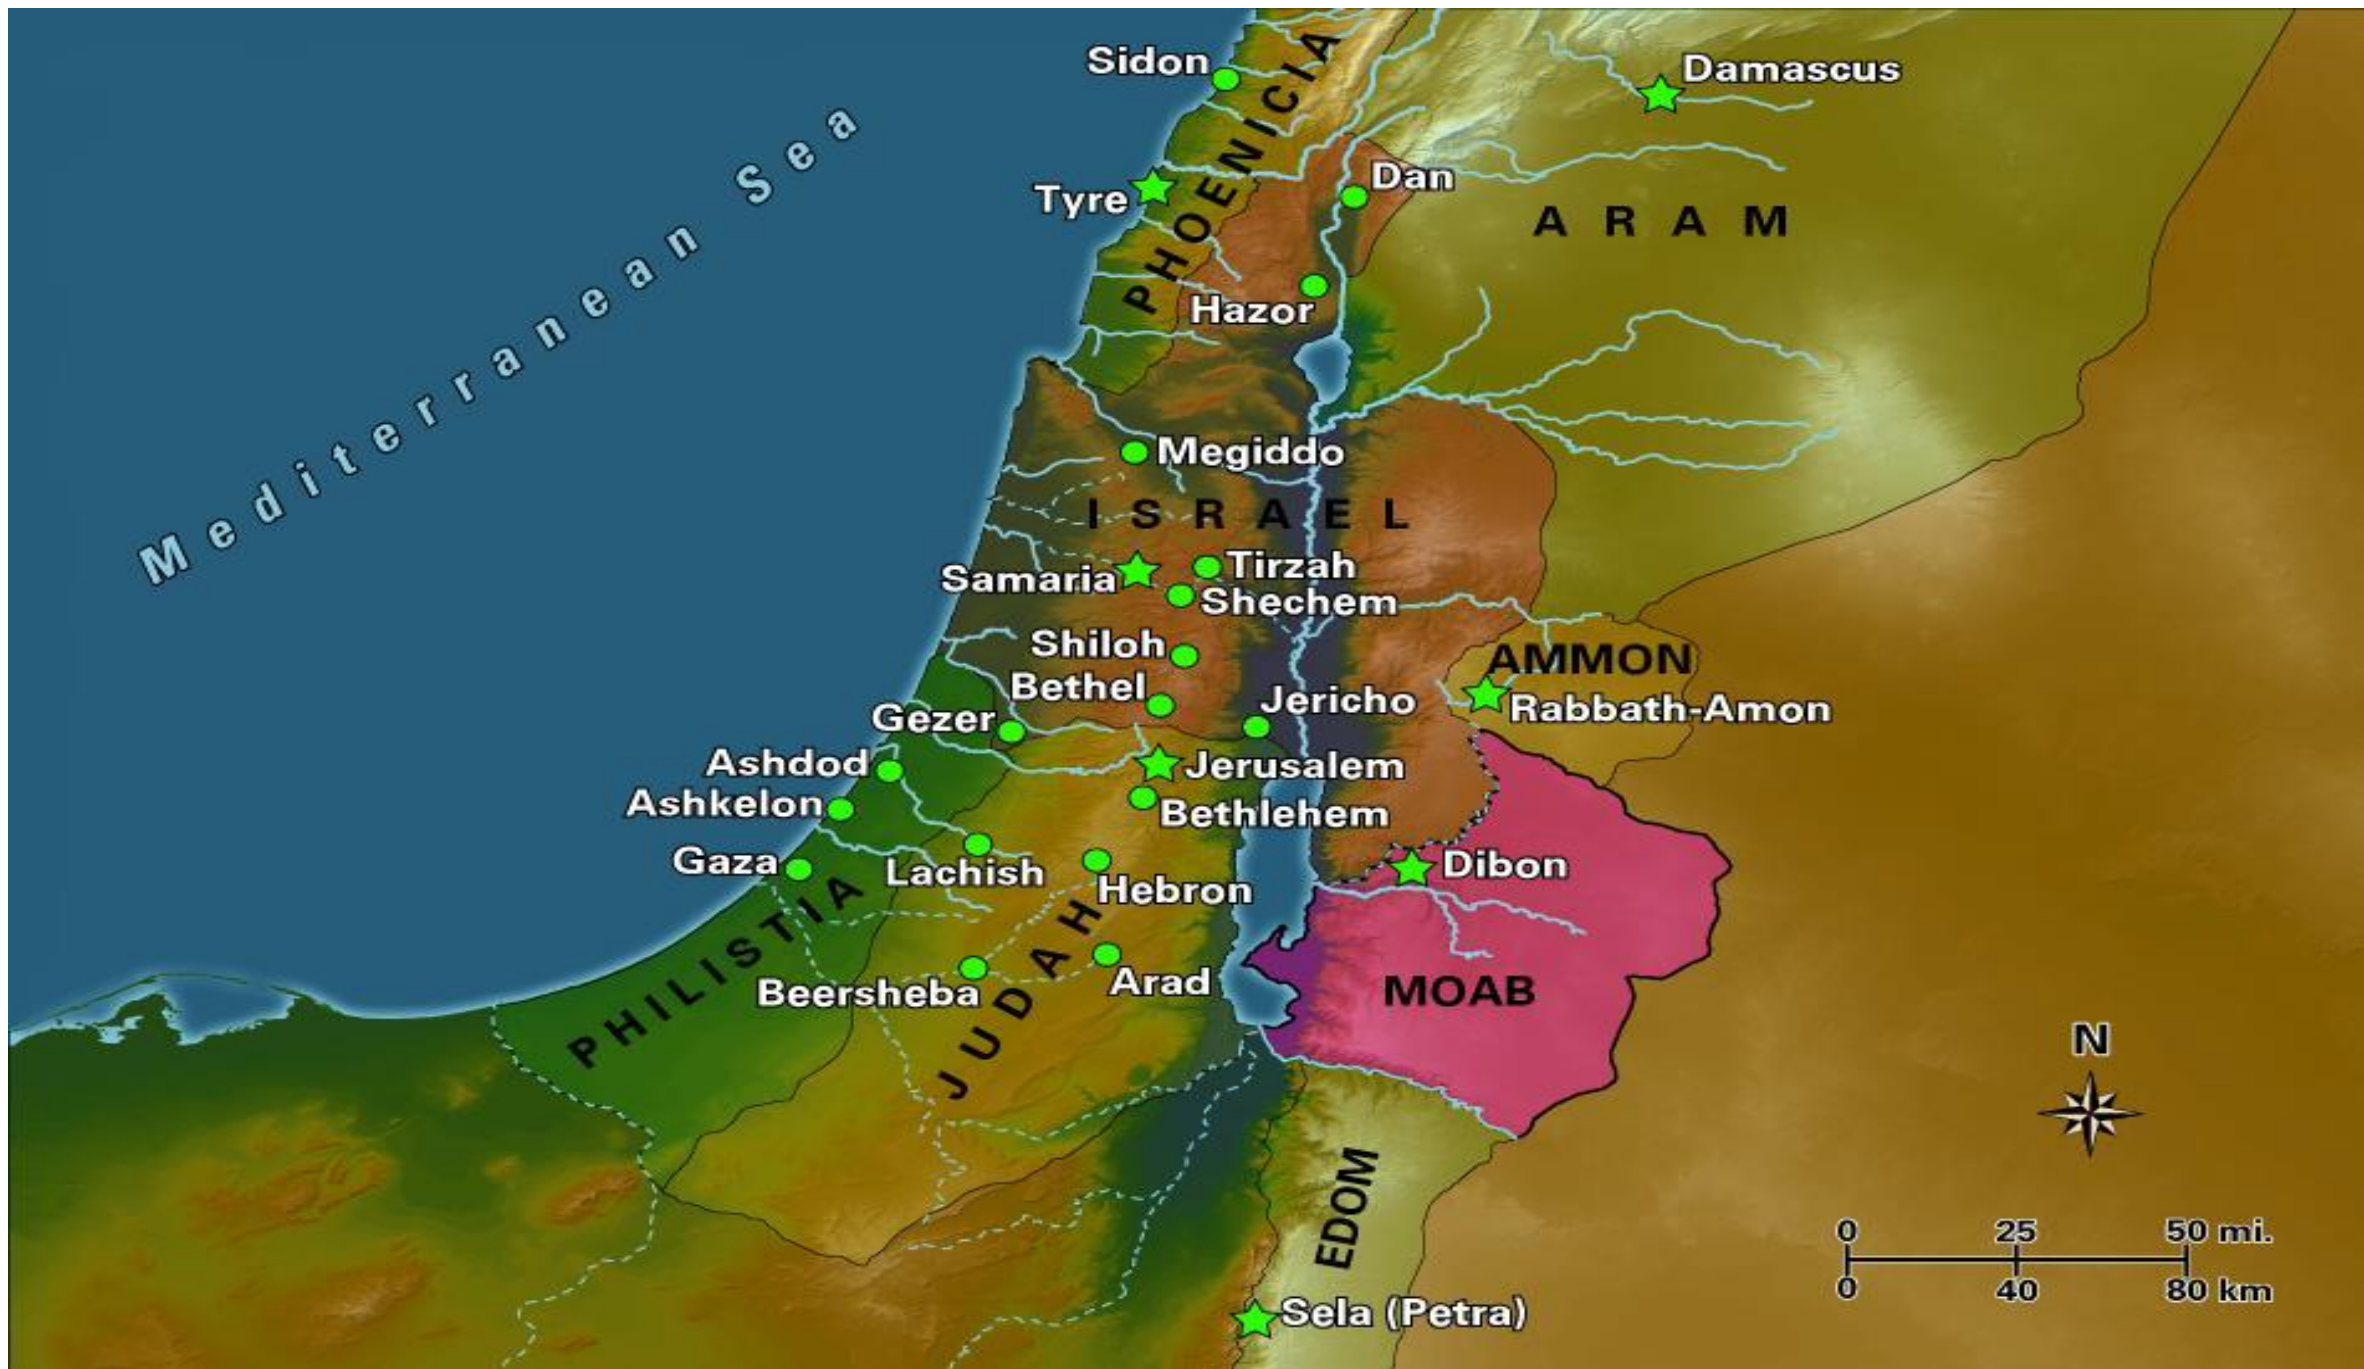 Sidon
Damascus
PHOENICIA
Mediterranean Sea
Tyre
Dan
ARAM
Hazor
Megiddo
ISRAEL
Samaria
Tirzah
Shechem
Shiloh
AMMON
Bethel
Jericho
Rabbath-Amon
Gezer
Ashdod
Jerusalem
Ashkelon
Bethlehem
Gaza
Lachish
Hebron
Dibon
PHILISTIA
JUDAH
Beersheba
Arad
MOAB
N
EDOM
0 25 50 mi.
0 40 80 km
Sela (Petra)